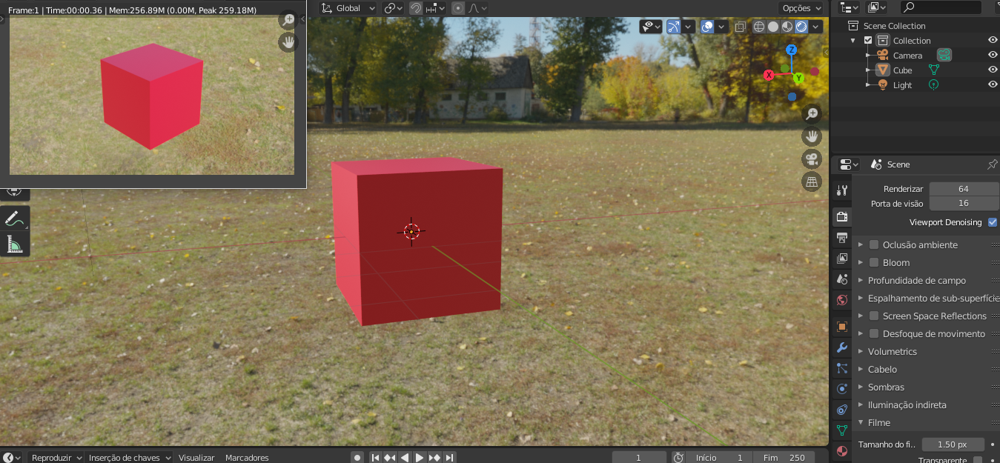 Frame:1 | Time:00:00.36 | Mem:256.89M (0.00M, Peak 259.18M)
Global
Opções
Z
X
Y
Scene Collection
Collection
Camera
Cube
Light
Scene
Renderizar 64
Porta de visão 16
Viewport Denoising
Oclusão ambiente
Bloom
Profundidade de campo
Espalhamento de sub-superfície
Screen Space Reflections
Desfoque de movimento
Volumetrics
Cabelo
Sombras
Iluminação indireta
Filme
Tamanho do fi.. 1.50 px
Transparente
Reproduzir
Inserção de chaves
Visualizar
Marcadores
1
Início 1
Fim 250